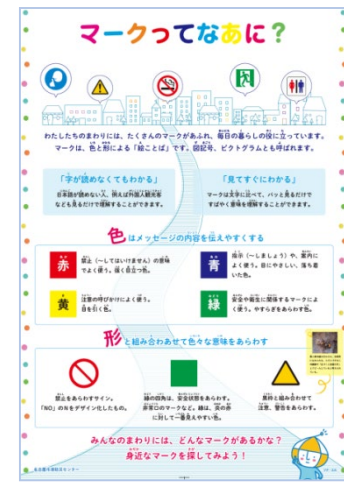 マークってなあに?
わたしたちのまわりには、たくさんのマークがあふれ、毎日の暮らしの役に立っています。
マークは、色と形による「絵ことば」です。図記号、ピクトグラムとも呼ばれます。
「字が読めなくてもわかる」
日本語が読めない人、例えば外国人観光客
なども見るだけで理解することができます。
「見てすぐにわかる」
マークは文字に比べて、パッと見るだけで
すばやく意味を理解することができます。
色はメッセージの内容を伝えやすくする
赤
禁止(~してはいけません)の意味
でよく使う。強く目立つ色。
青
指示(~しましょう)や、案内に
よく使う。目にやさしい、落ち着
いた色。
黄
注意の呼びかけによく使う。
目を引く色。
緑
安全や衛生に関係するマークによ
く使う。やすらぎをあらわす色。
形と組み合わせて色々な意味をあらわす
禁止をあらわすサイン。
「NO」のNをデザイン化したもの。
緑の四角は、安全状態をあらわす。
非常口のマークなど。緑は、炎の赤
に対して一番見えやすい色。
黒枠と組み合わせて
注意、警告をあらわす。
みんなのまわりには、どんなマークがあるかな?
身近なマークを探してみよう!